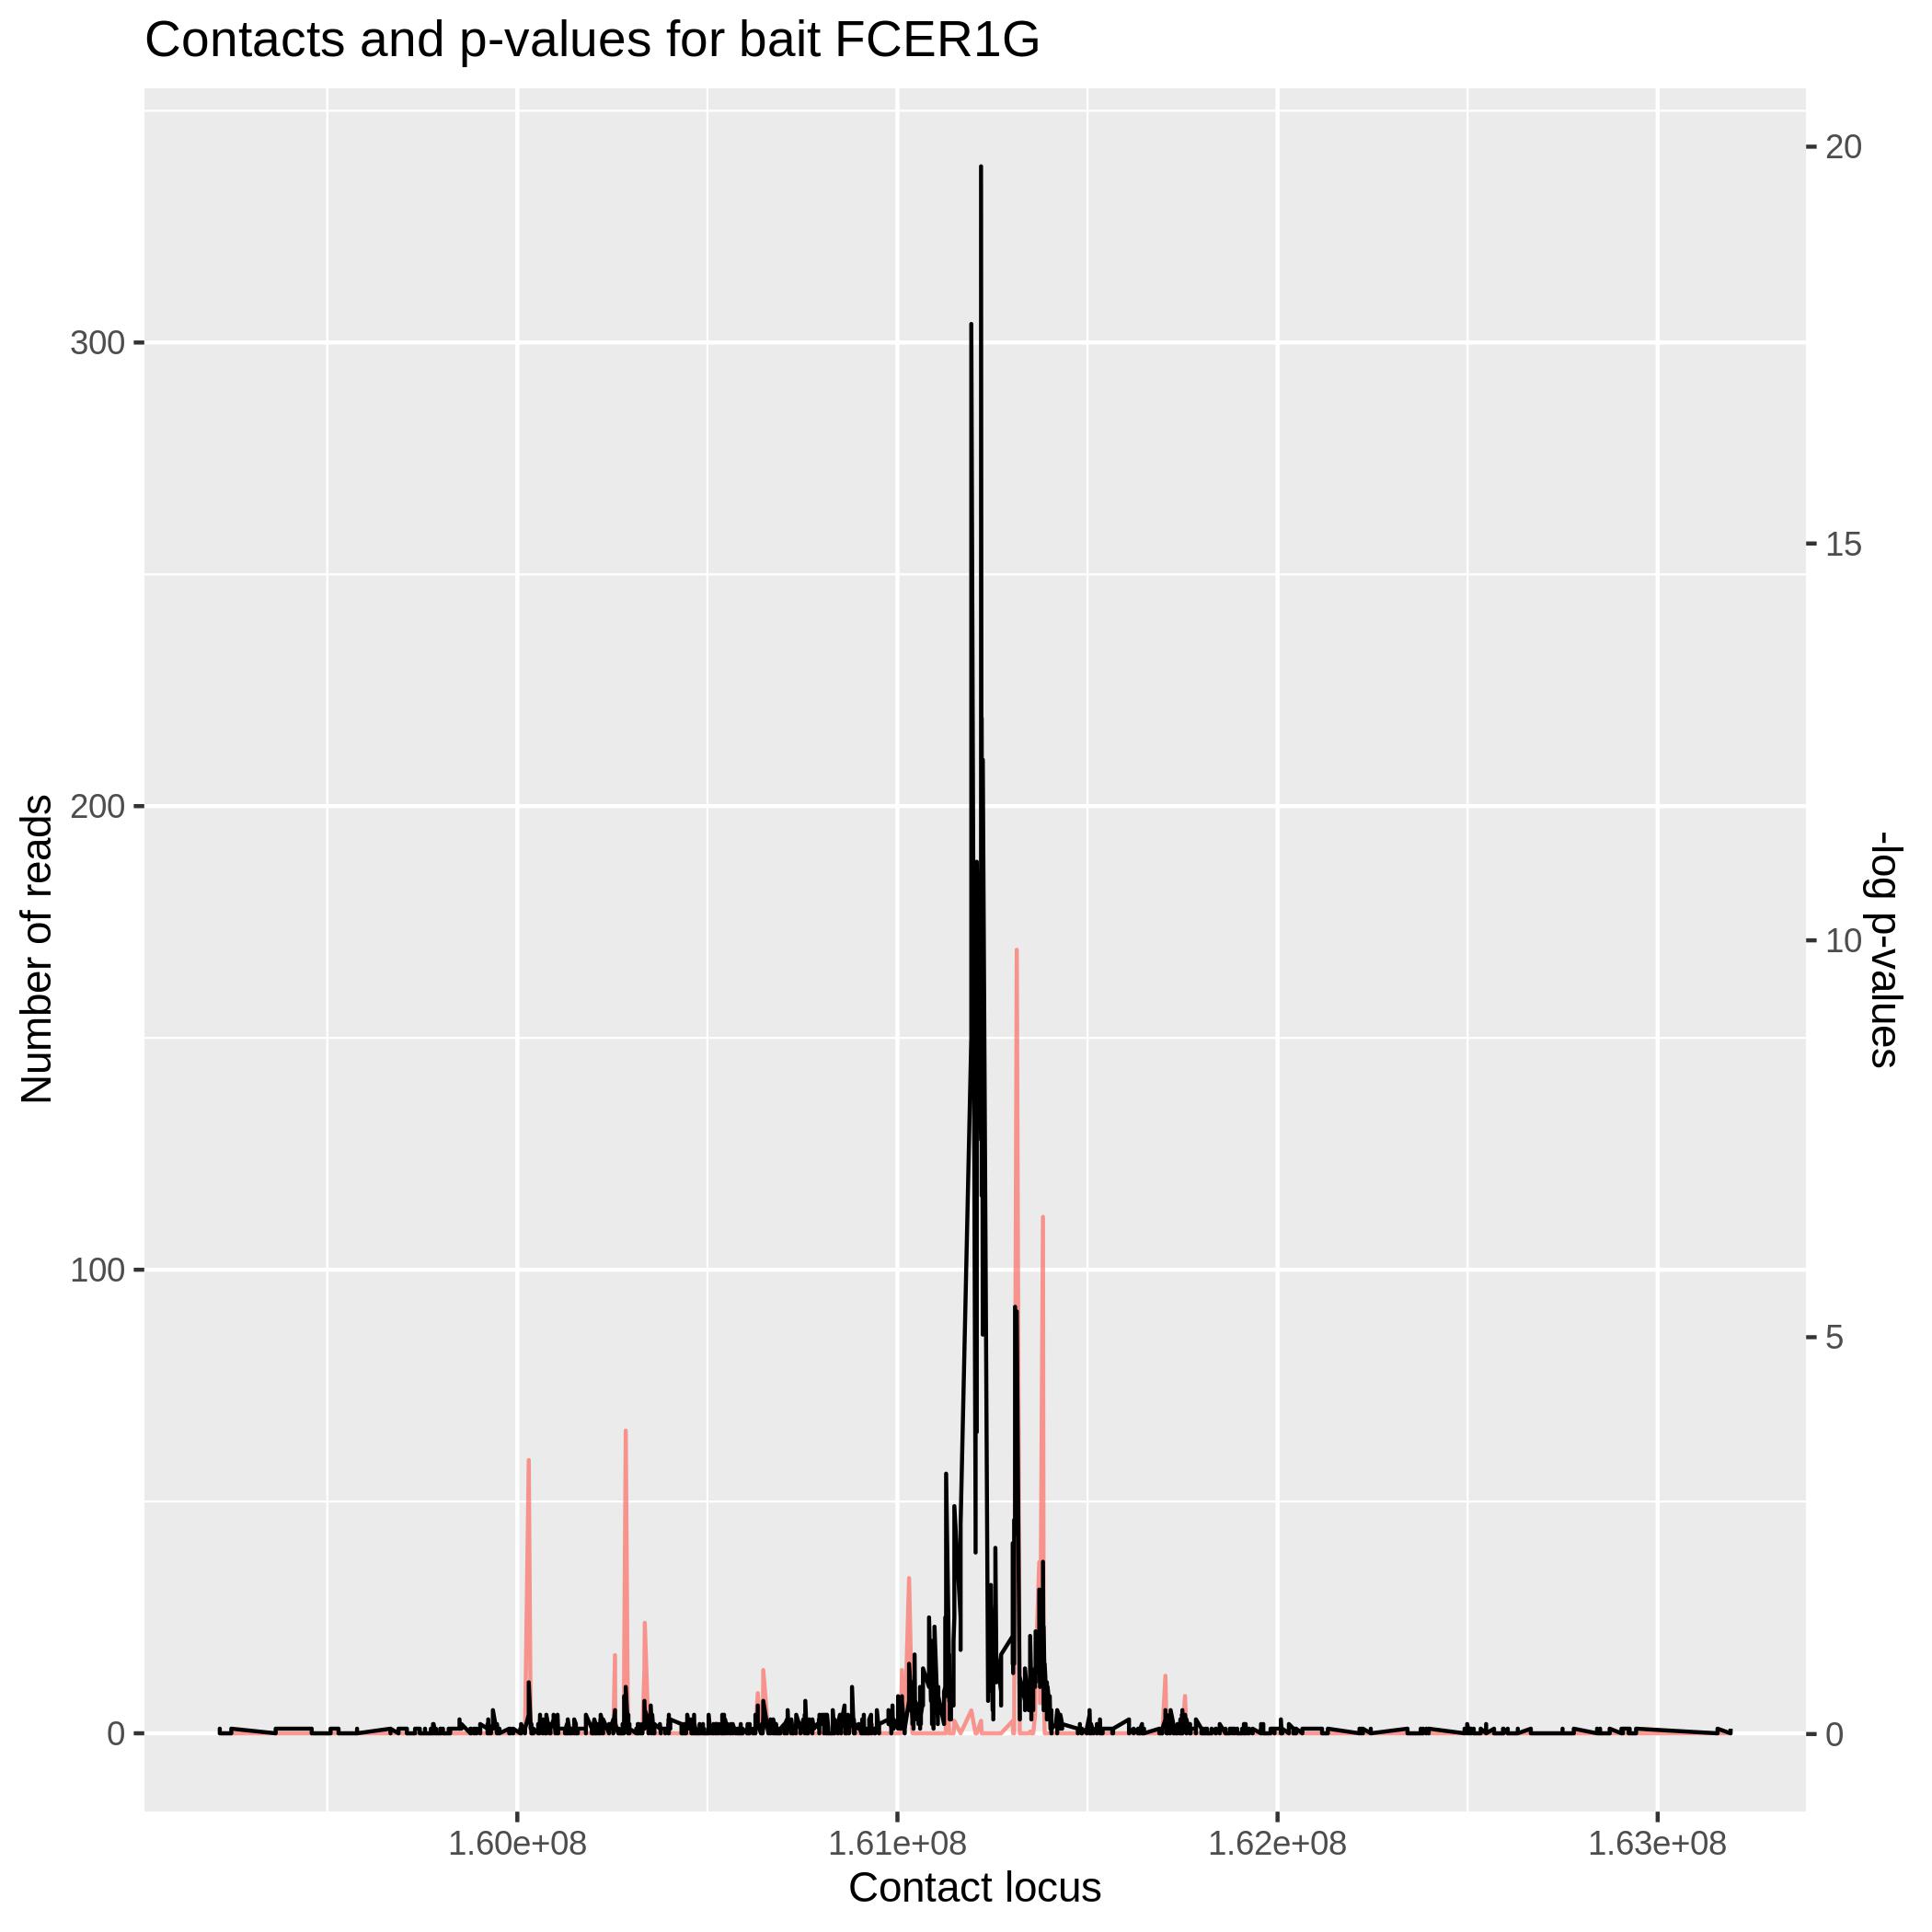 Contacts and p-values for bait FCER1G
Number of reads
300
200
100
0
20
15
10
5
0
-log p-values
1.60e+08
1.61e+08
1.62e+08
1.63e+08
Contact locus